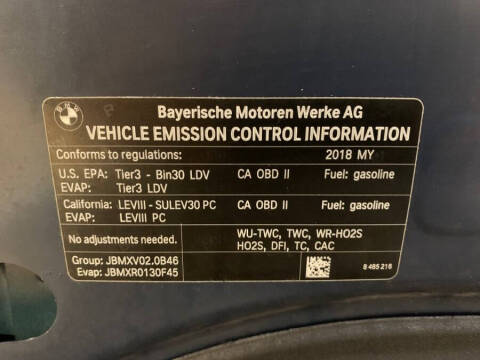 BMW
Bayerische Motoren Werke AG
VEHICLE EMISSION CONTROL INFORMATION
Conforms to regulations: 2018 MY
U.S. EPA: Tier3 - Bin30 LDV CA OBD II Fuel: gasoline
EVAP: Tier3 LDV
California: LEVIII - SULEV30 PC CA OBD II Fuel: gasoline
EVAP: LEVIII PC
No adjustments needed. WU-TWC, TWC, WR-HO2S
HO2S, DFI, TC, CAC
Group: JBMXV02.0B46
Evap: JBMXR0130F45
8 485 216